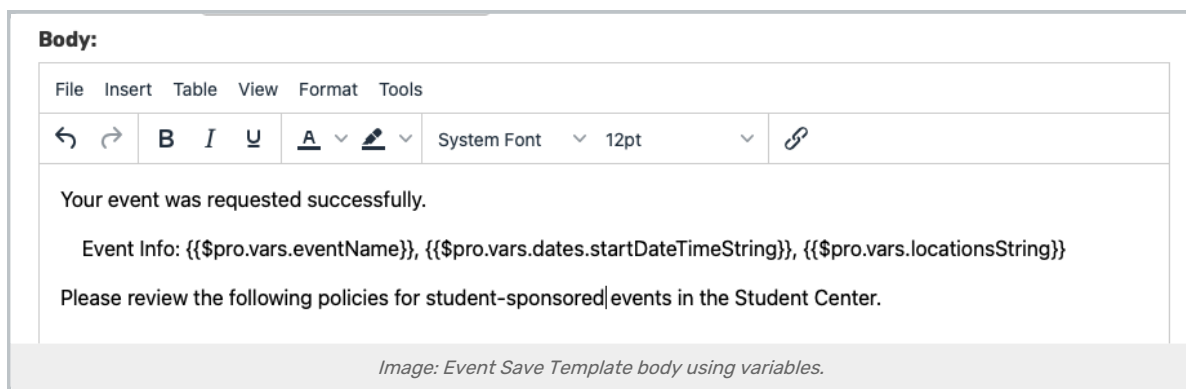 Body:
File Insert Table View Format Tools
B I U A System Font 12pt
Your event was requested successfully.
Event Info: {{$pro.vars.eventName}}, {{$pro.vars.dates.startDateTimeString}}, {{$pro.vars.locationsString}}
Please review the following policies for student-sponsored events in the Student Center.
Image: Event Save Template body using variables.